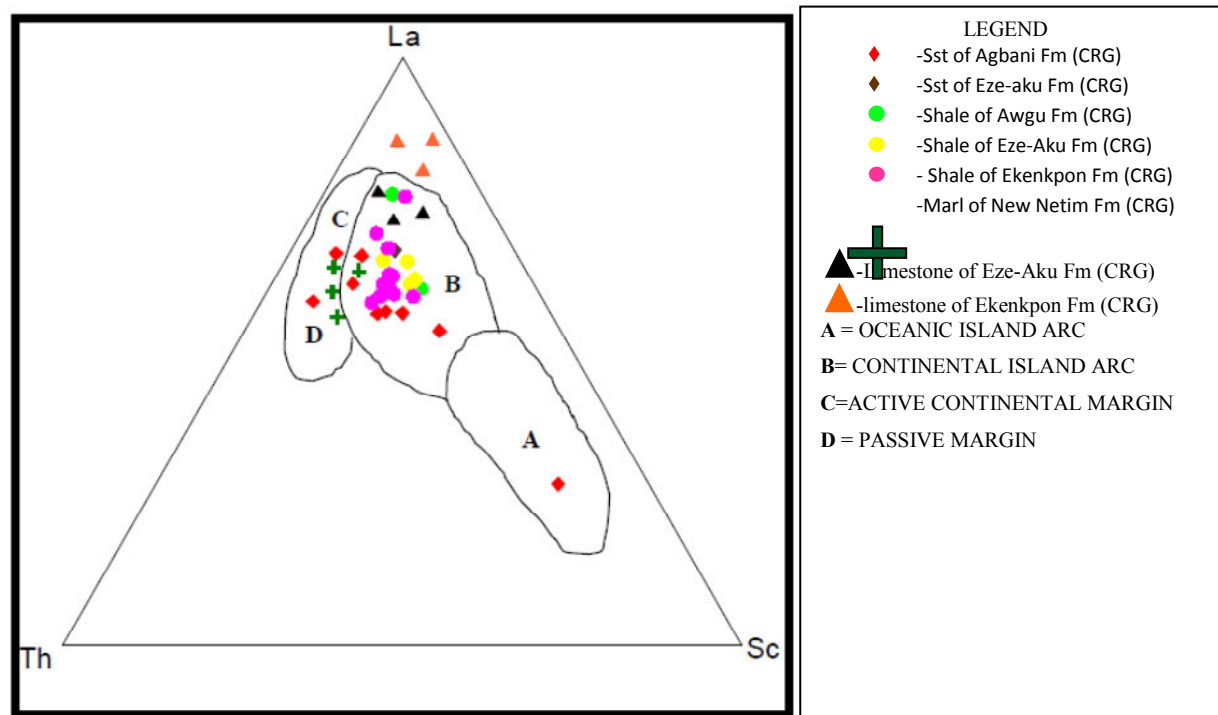 La
C
B
D
A
Th
Sc
LEGEND
-Sst of Agbani Fm (CRG)
-Sst of Eze-aku Fm (CRG)
-Shale of Awgu Fm (CRG)
-Shale of Eze-Aku Fm (CRG)
- Shale of Ekenkpon Fm (CRG)
-Marl of New Netim Fm (CRG)
-Limestone of Eze-Aku Fm (CRG)
-limestone of Ekenkpon Fm (CRG)
A = OCEANIC ISLAND ARC
B= CONTINENTAL ISLAND ARC
C=ACTIVE CONTINENTAL MARGIN
D = PASSIVE MARGIN